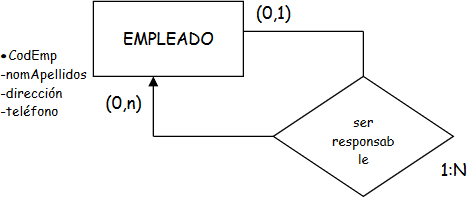 EMPLEADO
(0,1)
•CodEmp
-nomApellidos
-dirección
-teléfono
(0,n)
ser
responsab
le
1:N